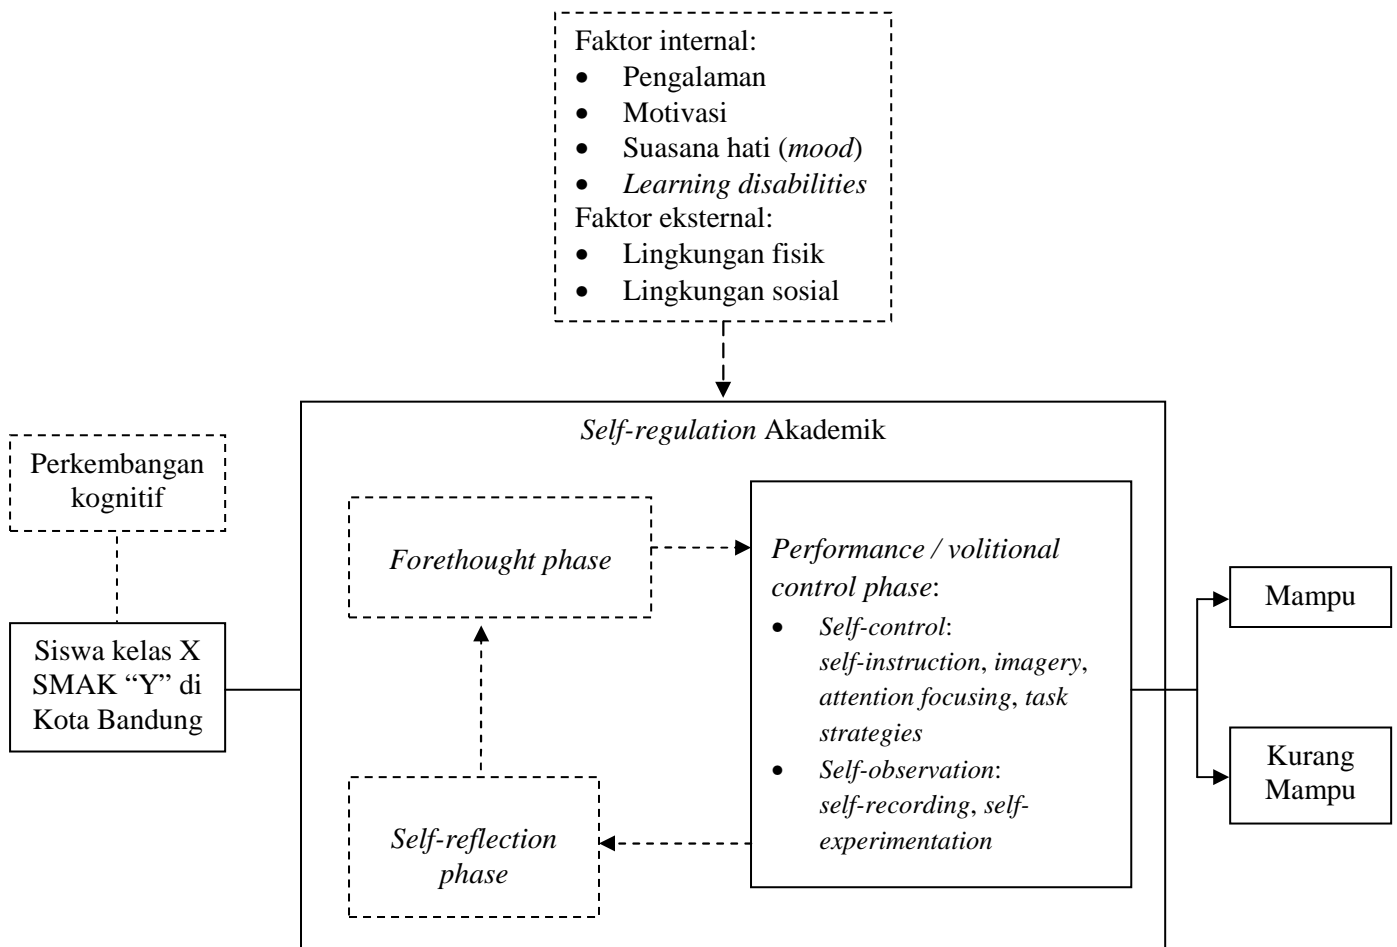 Faktor internal:
• Pengalaman
• Motivasi
• Suasana hati (mood)
• Learning disabilities
Faktor eksternal:
• Lingkungan fisik
• Lingkungan sosial
Self-regulation Akademik
Perkembangan
kognitif
Siswa kelas X
SMAK “Y” di
Kota Bandung
Forethought phase
Self-reflection
phase
Performance / volitional
control phase:
• Self-control:
self-instruction, imagery,
attention focusing, task
strategies
• Self-observation:
self-recording, self-
experimentation
Mampu
Kurang
Mampu